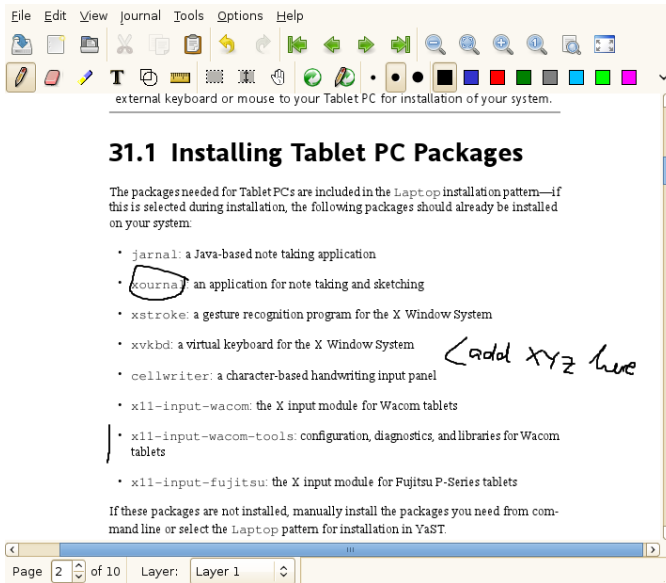 File Edit View Journal Tools Options Help
T
external keyboard or mouse to your Tablet PC for installation of your system.
31.1 Installing Tablet PC Packages
The packages needed for Tablet PCs are included in the Laptop installation pattern—if
this is selected during installation, the following packages should already be installed
on your system:
• jarnal: a Java-based note taking application
• xournal: an application for note taking and sketching
• xstroke: a gesture recognition program for the X Window System
• xvkbd: a virtual keyboard for the X Window System
<add XYZ here
• cellwriter: a character-based handwriting input panel
• x11-input-wacom: the X input module for Wacom tablets
• x11-input-wacom-tools: configuration, diagnostics, and libraries for Wacom
tablets
• x11-input-fujitsu: the X input module for Fujitsu P-Series tablets
If these packages are not installed, manually install the packages you need from com-
mand line or select the Laptop pattern for installation in YaST.
Page 2 of 10 Layer: Layer 1